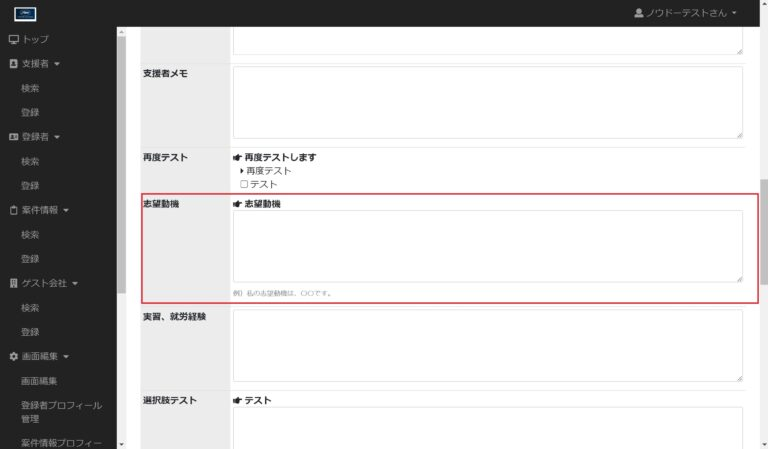 ノウドーテストさん
トップ
支援者
検索
登録
登録者
検索
登録
案件情報
検索
登録
ゲスト会社
検索
登録
画面編集
画面編集
登録者プロフィール
管理
案件情報プロフィー
支援者メモ
再度テスト
再度テストします
再度テスト
テスト
志望動機
志望動機
例）私の志望動機は、〇〇です。
実習、就労経験
選択肢テスト
テスト